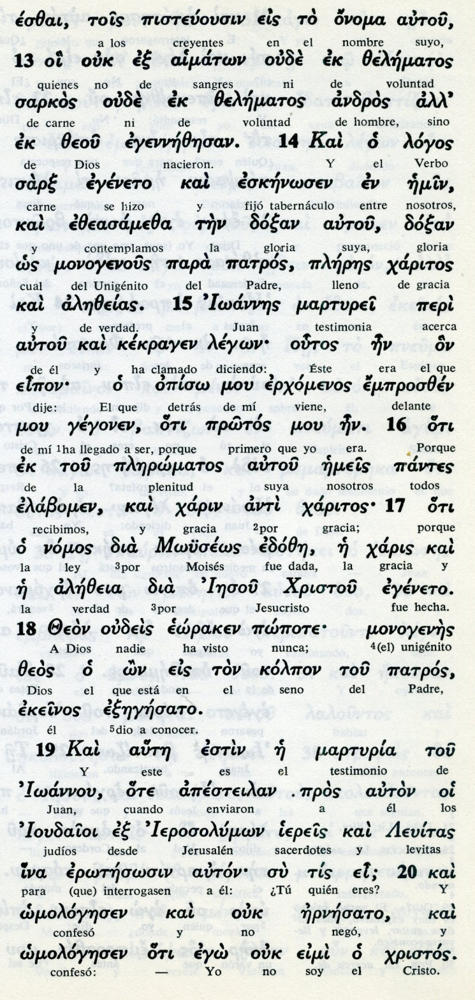 έσθαι, τοῖς πιστεύουσιν εἰς τὸ ὄνομα αὐτοῦ,
a los creyentes en el nombre suyo,
13 οἳ οὐκ ἐξ αἱμάτων οὐδὲ ἐκ θελήματος
quienes no de sangres ni de voluntad
σαρκὸς οὐδὲ ἐκ θελήματος ἀνδρὸς ἀλλ’
de carne ni de voluntad de hombre, sino
ἐκ θεοῦ ἐγεννήθησαν. 14 Καὶ ὁ λόγος
de Dios nacieron. Y el Verbo
σὰρξ ἐγένετο καὶ ἐσκήνωσεν ἐν ἡμῖν,
carne se hizo y fijó tabernáculo entre nosotros,
καὶ ἐθεασάμεθα τὴν δόξαν αὐτοῦ, δόξαν
y contemplamos la gloria suya, gloria
ὡς μονογενοῦς παρὰ πατρός, πλήρης χάριτος
cual del Unigénito del Padre, lleno de gracia
καὶ ἀληθείας. 15 Ἰωάννης μαρτυρεῖ περὶ
y de verdad. Juan testimonia acerca
αὐτοῦ καὶ κέκραγεν λέγων· οὗτος ἦν ὃν
de él y ha clamado diciendo: Éste era el que
εἶπον· ὁ ὀπίσω μου ἐρχόμενος ἔμπροσθέν
dije: El que detrás de mí viene, delante
μου γέγονεν, ὅτι πρῶτός μου ἦν. 16 ὅτι
de mí ¹ha llegado a ser, porque primero que yo era. Porque
ἐκ τοῦ πληρώματος αὐτοῦ ἡμεῖς πάντες
de la plenitud suya nosotros todos
ἐλάβομεν, καὶ χάριν ἀντὶ χάριτος· 17 ὅτι
recibimos, y gracia ²por gracia; porque
ὁ νόμος διὰ Μωϋσέως ἐδόθη, ἡ χάρις καὶ
la ley ³por Moisés fue dada, la gracia y
ἡ ἀλήθεια διὰ Ἰησοῦ Χριστοῦ ἐγένετο.
la verdad ³por Jesucristo fue hecha.
18 Θεὸν οὐδεὶς ἑώρακεν πώποτε· μονογενὴς
A Dios nadie ha visto nunca; ⁴(el) unigénito
θεὸς ὁ ὢν εἰς τὸν κόλπον τοῦ πατρός,
Dios el que está en el seno del Padre,
ἐκεῖνος ἐξηγήσατο.
él ⁵dio a conocer.
19 Καὶ αὕτη ἐστὶν ἡ μαρτυρία τοῦ
Y este es el testimonio de
Ἰωάννου, ὅτε ἀπέστειλαν πρὸς αὐτὸν οἱ
Juan, cuando enviaron a él los
Ἰουδαῖοι ἐξ Ἱεροσολύμων ἱερεῖς καὶ Λευίτας
judíos desde Jerusalén sacerdotes y levitas
ἵνα ἐρωτήσωσιν αὐτόν· σὺ τίς εἶ; 20 καὶ
para (que) interrogasen a él: ¿Tú quién eres? Y
ὡμολόγησεν καὶ οὐκ ἠρνήσατο, καὶ
confesó y no negó, y
ὡμολόγησεν ὅτι ἐγὼ οὐκ εἰμὶ ὁ χριστός.
confesó: — Yo no soy el Cristo.